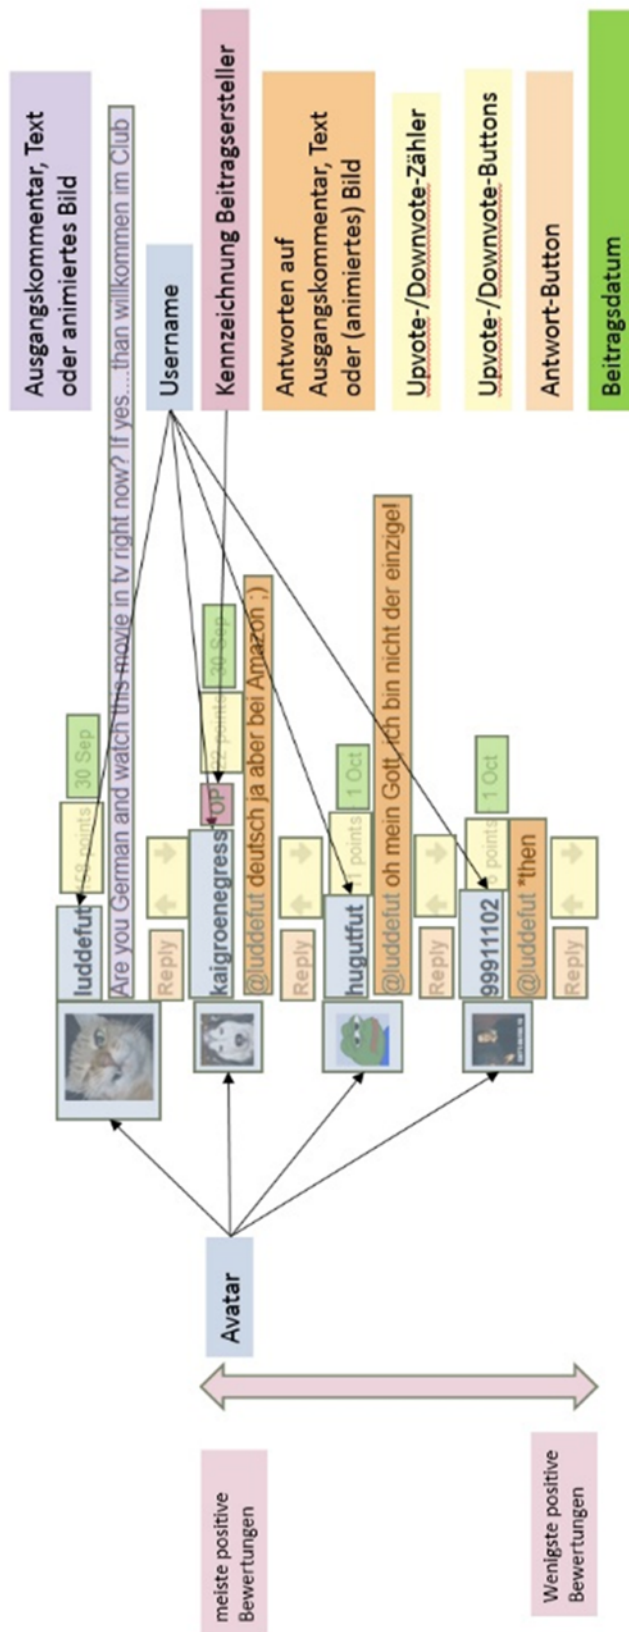 meiste positive
Bewertungen
Wenigste positive
Bewertungen
Avatar
luddefut
points
30 Sep
Are you German and watch this movie in tv right now? If yes....than willkommen im Club
Reply
kaigroenegress
OP
points
30 Sep
@luddefut deutsch ja aber bei Amazon ;)
Reply
hugutfut
points
1 Oct
@luddefut oh mein Gott ich bin nicht der einzige!
Reply
99911102
points
1 Oct
@luddefut *then
Reply
Ausgangskommentar, Text
oder animiertes Bild
Username
Kennzeichnung Beitragsersteller
Antworten auf
Ausgangskommentar, Text
oder (animiertes) Bild
Upvote-/Downvote-Zähler
Upvote-/Downvote-Buttons
Antwort-Button
Beitragsdatum